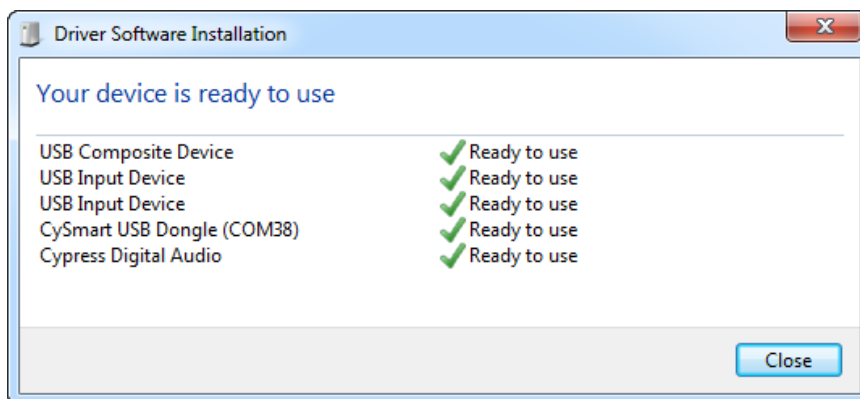 Driver Software Installation
Your device is ready to use
USB Composite Device Ready to use
USB Input Device Ready to use
USB Input Device Ready to use
CySmart USB Dongle (COM38) Ready to use
Cypress Digital Audio Ready to use
Close